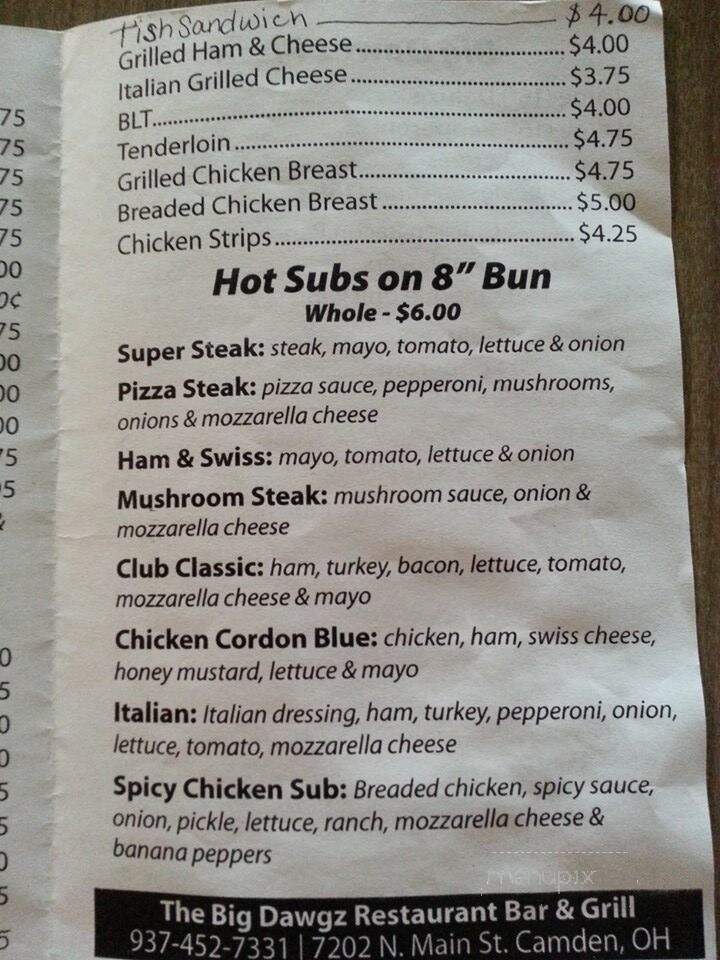 Fish Sandwich $4.00
Grilled Ham & Cheese $4.00
Italian Grilled Cheese $3.75
BLT $4.00
Tenderloin $4.75
Grilled Chicken Breast $4.75
Breaded Chicken Breast $5.00
Chicken Strips $4.25
Hot Subs on 8" Bun
Whole - $6.00
Super Steak: steak, mayo, tomato, lettuce & onion
Pizza Steak: pizza sauce, pepperoni, mushrooms,
onions & mozzarella cheese
Ham & Swiss: mayo, tomato, lettuce & onion
Mushroom Steak: mushroom sauce, onion &
mozzarella cheese
Club Classic: ham, turkey, bacon, lettuce, tomato,
mozzarella cheese & mayo
Chicken Cordon Blue: chicken, ham, swiss cheese,
honey mustard, lettuce & mayo
Italian: Italian dressing, ham, turkey, pepperoni, onion,
lettuce, tomato, mozzarella cheese
Spicy Chicken Sub: Breaded chicken, spicy sauce,
onion, pickle, lettuce, ranch, mozzarella cheese &
banana peppers
menupix
The Big Dawgz Restaurant Bar & Grill
937-452-7331 | 7202 N. Main St. Camden, OH